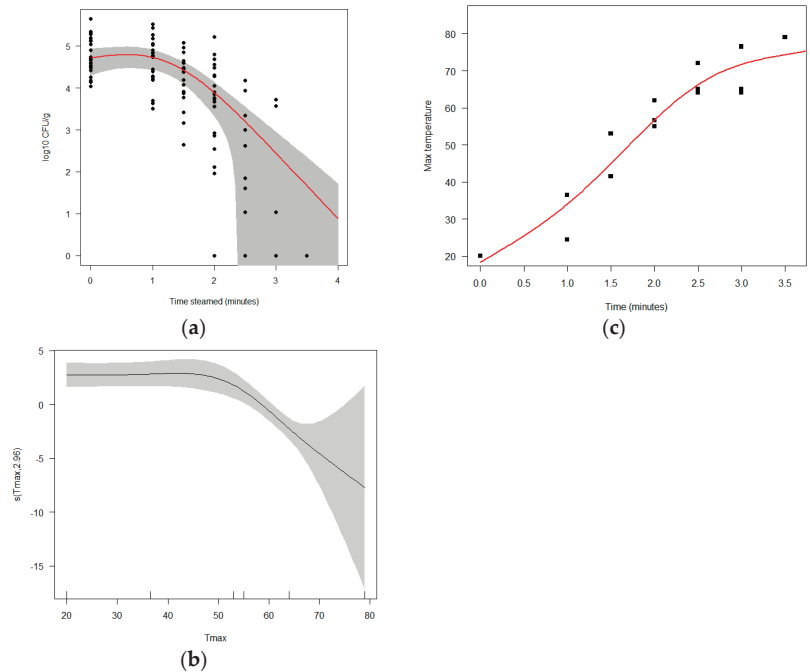 5
4
3
2
1
0
log10 CFU/g
0 1 2 3 4
Time steamed (minutes)
(a)
80
70
60
50
40
30
20
Max temperature
0.0 0.5 1.0 1.5 2.0 2.5 3.0 3.5
Time (minutes)
(c)
5
0
-5
-10
-15
s(Tmax,2.96)
20 30 40 50 60 70 80
Tmax
(b)